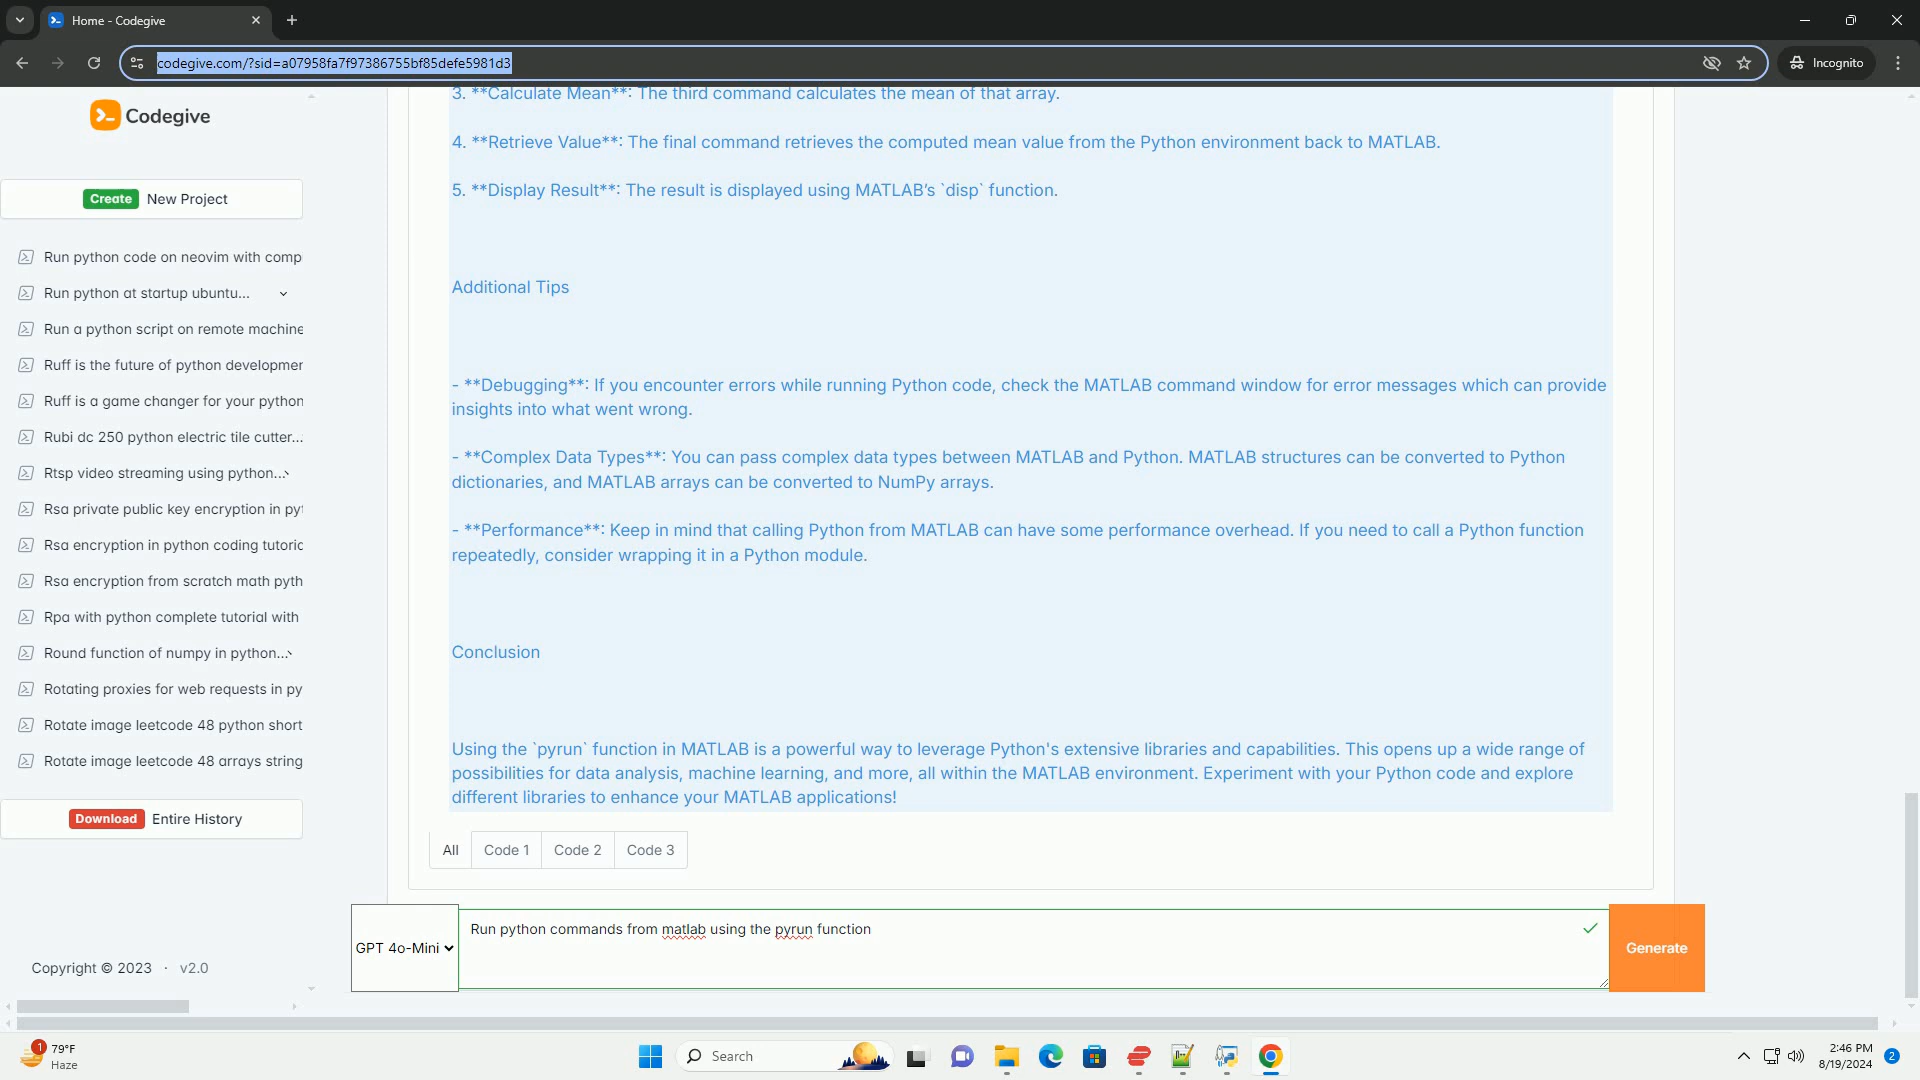 Home - Codegive
codegive.com/?sid=a07958fa7f97386755bf85defe5981d3
Incognito
Codegive
Create New Project
Run python code on neovim with comp
Run python at startup ubuntu...
Run a python script on remote machine
Ruff is the future of python developmer
Ruff is a game changer for your python
Rubi dc 250 python electric tile cutter...
Rtsp video streaming using python...
Rsa private public key encryption in pyt
Rsa encryption in python coding tutoric
Rsa encryption from scratch math pyth
Rpa with python complete tutorial with
Round function of numpy in python...
Rotating proxies for web requests in py
Rotate image leetcode 48 python short
Rotate image leetcode 48 arrays string
Download Entire History
Copyright © 2023 · v2.0
3. **Calculate Mean**: The third command calculates the mean of that array.
4. **Retrieve Value**: The final command retrieves the computed mean value from the Python environment back to MATLAB.
5. **Display Result**: The result is displayed using MATLAB’s `disp` function.
Additional Tips
- **Debugging**: If you encounter errors while running Python code, check the MATLAB command window for error messages which can provide
insights into what went wrong.
- **Complex Data Types**: You can pass complex data types between MATLAB and Python. MATLAB structures can be converted to Python
dictionaries, and MATLAB arrays can be converted to NumPy arrays.
- **Performance**: Keep in mind that calling Python from MATLAB can have some performance overhead. If you need to call a Python function
repeatedly, consider wrapping it in a Python module.
Conclusion
Using the `pyrun` function in MATLAB is a powerful way to leverage Python's extensive libraries and capabilities. This opens up a wide range of
possibilities for data analysis, machine learning, and more, all within the MATLAB environment. Experiment with your Python code and explore
different libraries to enhance your MATLAB applications!
All Code 1 Code 2 Code 3
GPT 4o-Mini
Run python commands from matlab using the pyrun function
Generate
1
79°F
Haze
Search
2:46 PM
8/19/2024
2